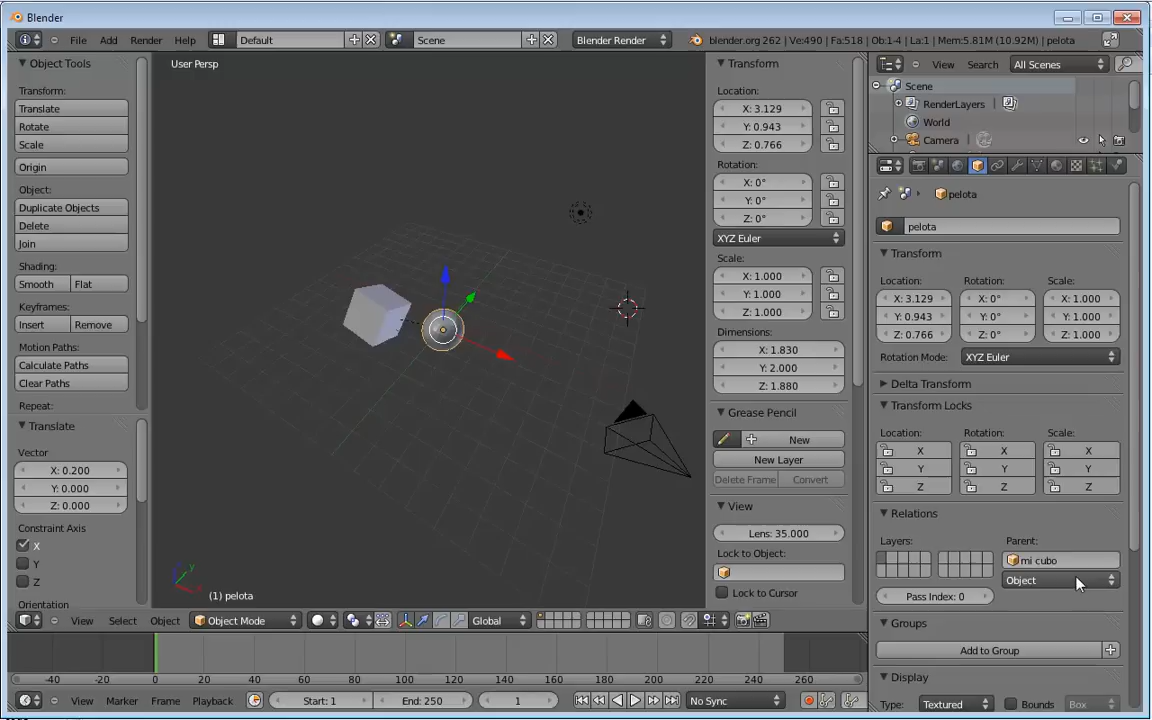 Blender
File Add Render Help Default Scene Blender Render blender.org 262 | Ve:490 | Fa:518 | Ob:1-4 | La:1 | Mem:5.81M (10.92M) | pelota
Object Tools
Transform:
Translate
Rotate
Scale
Origin
Object:
Duplicate Objects
Delete
Join
Shading:
Smooth Flat
Keyframes:
Insert Remove
Motion Paths:
Calculate Paths
Clear Paths
Repeat:
Translate
Vector
X: 0.200
Y: 0.000
Z: 0.000
Constraint Axis
X
Y
Z
Orientation
User Persp
(1) pelota
View Select Object Object Mode Global
Transform
Location:
X: 3.129
Y: 0.943
Z: 0.766
Rotation:
X: 0°
Y: 0°
Z: 0°
XYZ Euler
Scale:
X: 1.000
Y: 1.000
Z: 1.000
Dimensions:
X: 1.830
Y: 2.000
Z: 1.880
Grease Pencil
New
New Layer
Delete Frame Convert
View
Lens: 35.000
Lock to Object:
Lock to Cursor
View Search All Scenes
Scene
RenderLayers
World
Camera
pelota
pelota
Transform
Location: Rotation: Scale:
X: 3.129 X: 0° X: 1.000
Y: 0.943 Y: 0° Y: 1.000
Z: 0.766 Z: 0° Z: 1.000
Rotation Mode: XYZ Euler
Delta Transform
Transform Locks
Location: Rotation: Scale:
X X X
Y Y Y
Z Z Z
Relations
Layers: Parent:
mi cubo
Object
Pass Index: 0
Groups
Add to Group
Display
Type: Textured Bounds Box
-40 -20 0 20 40 60 80 100 120 140 160 180 200 220 240 260
View Marker Frame Playback Start: 1 End: 250 1 No Sync